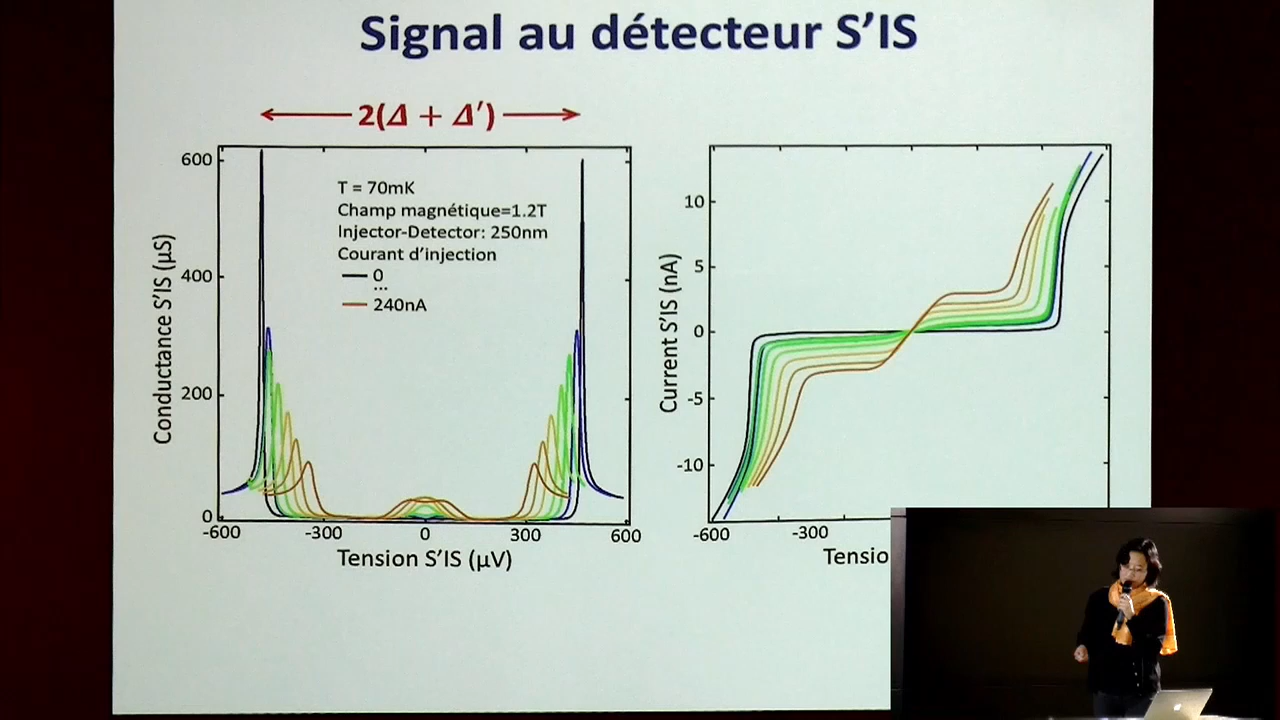 Signal au détecteur S'IS
2(Δ + Δ′)
600
400
200
0
Conductance S'IS (µS)
T = 70mK
Champ magnétique=1.2T
Injector-Detector: 250nm
Courant d'injection
0
...
240nA
-600
-300
0
300
600
Tension S'IS (µV)
10
5
0
-5
-10
Current S'IS (nA)
-600
-300
Tensio